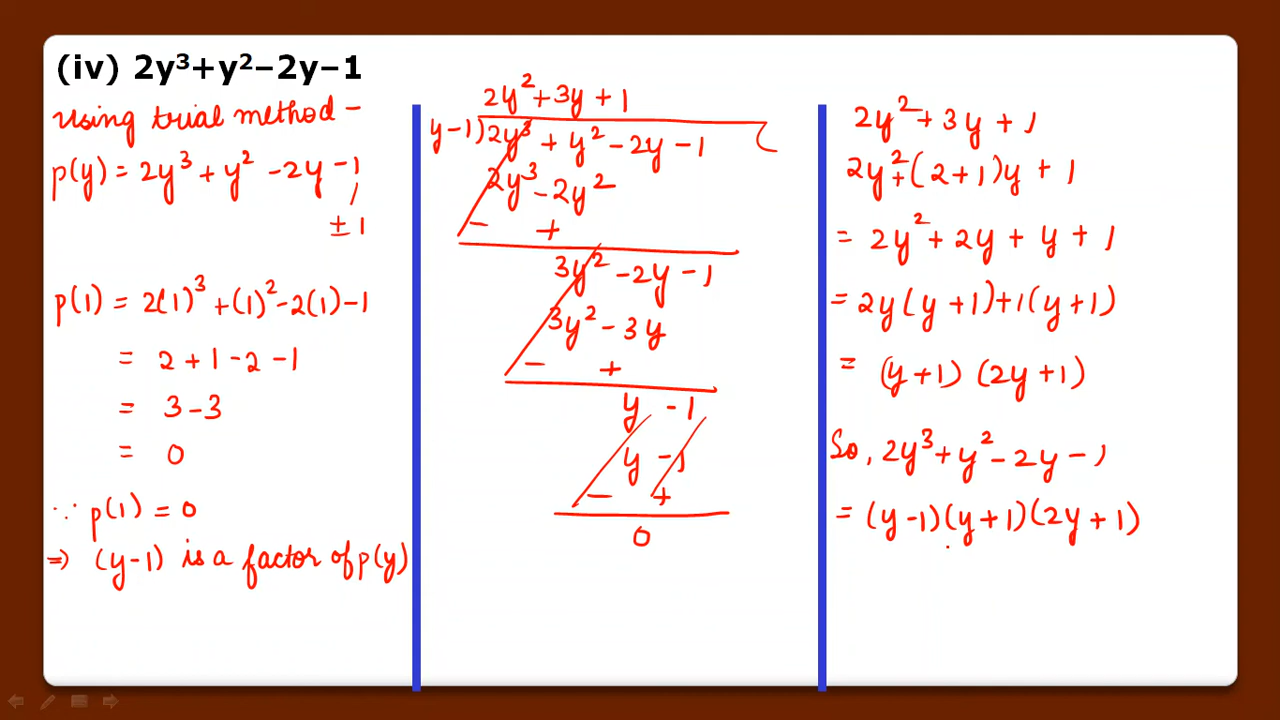 (iv) 2y³+y²–2y–1
Using trial method –
p(y) = 2y³ + y² - 2y - 1
± 1
p(1) = 2(1)³ + (1)² - 2(1) - 1
= 2 + 1 - 2 - 1
= 3 - 3
= 0
∵ p(1) = 0
⇒ (y-1) is a factor of p(y)
2y² + 3y + 1
y-1) 2y³ + y² - 2y - 1 (
2y³ - 2y²
- +
3y² - 2y - 1
3y² - 3y
- +
y - 1
y - 1
- +
0
2y² + 3y + 1
2y² + (2+1)y + 1
= 2y² + 2y + y + 1
= 2y(y+1)+1(y+1)
= (y+1) (2y+1)
So, 2y³ + y² - 2y - 1
= (y-1)(y+1)(2y+1)